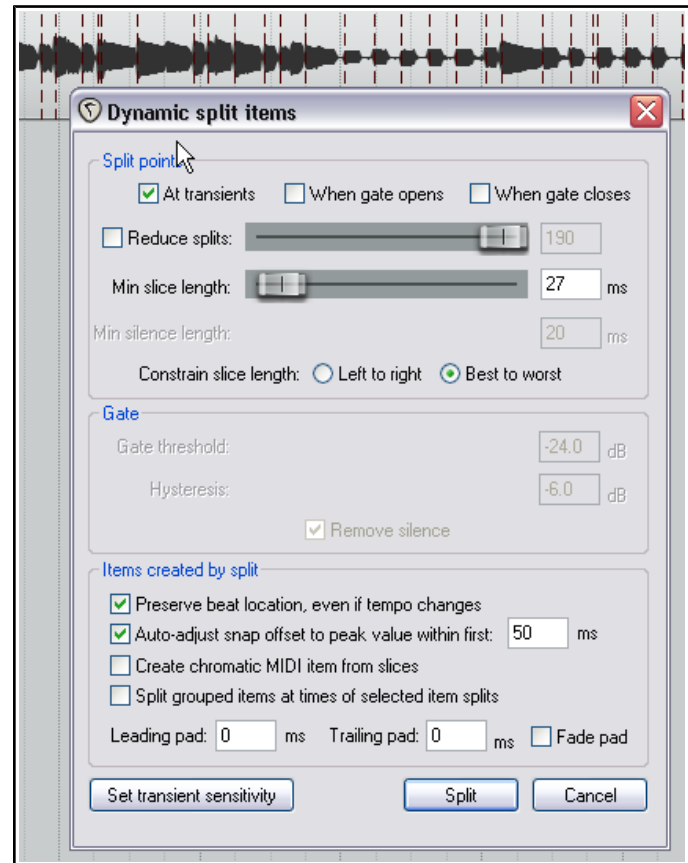 Dynamic split items
Split points
At transients When gate opens When gate closes
Reduce splits: 190
Min slice length: 27 ms
Min silence length: 20 ms
Constrain slice length: Left to right Best to worst
Gate
Gate threshold: -24.0 dB
Hysteresis: -6.0 dB
Remove silence
Items created by split
Preserve beat location, even if tempo changes
Auto-adjust snap offset to peak value within first: 50 ms
Create chromatic MIDI item from slices
Split grouped items at times of selected item splits
Leading pad: 0 ms Trailing pad: 0 ms Fade pad
Set transient sensitivity Split Cancel